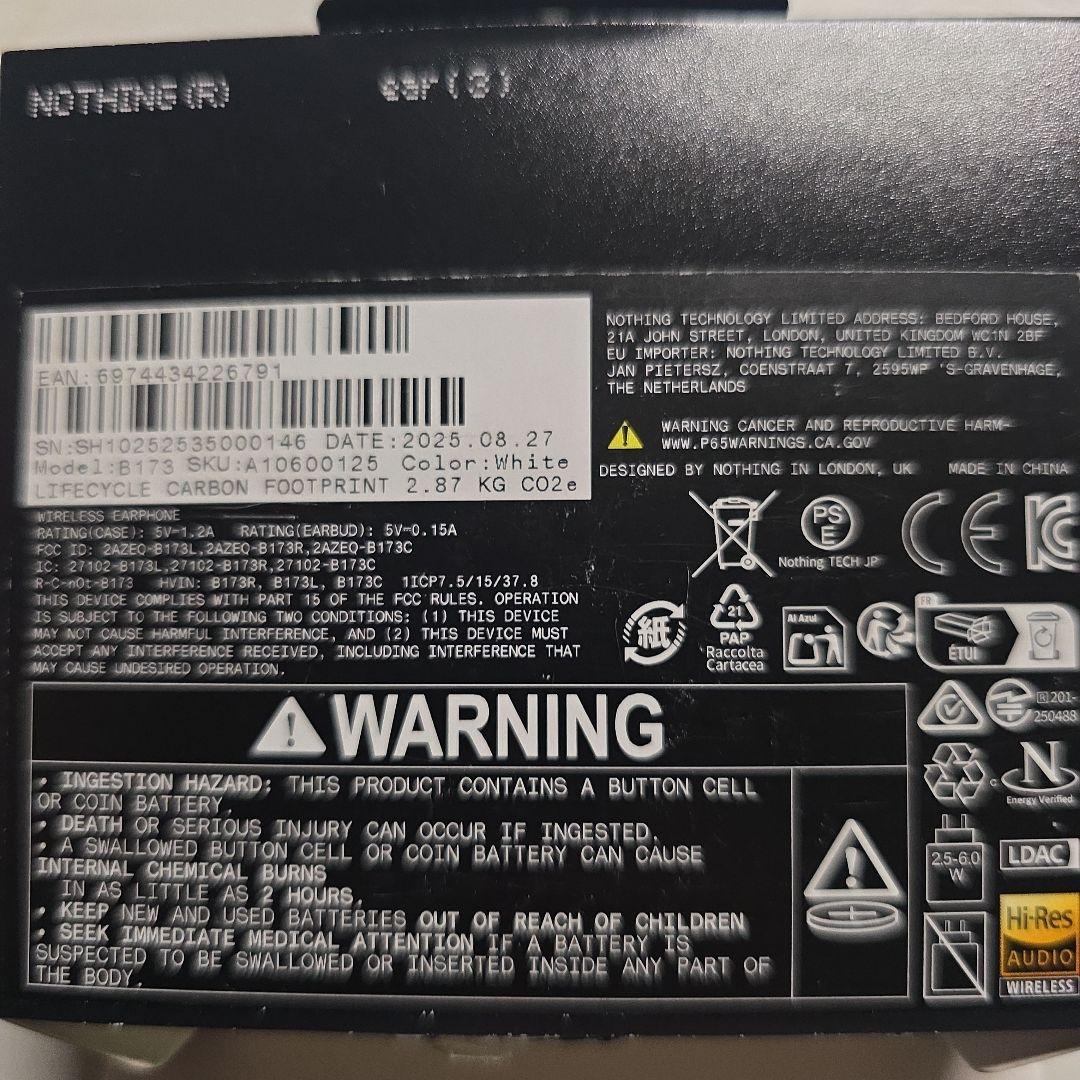 NOTHING (R)
ear (3)
EAN:6974434226791
SN:SH10252535000146 DATE:2025.08.27
Model:B173 SKU:A10600125 Color:White
LIFECYCLE CARBON FOOTPRINT 2.87 KG CO2e
NOTHING TECHNOLOGY LIMITED ADDRESS: BEDFORD HOUSE,
21A JOHN STREET, LONDON, UNITED KINGDOM WC1N 2BF
EU IMPORTER: NOTHING TECHNOLOGY LIMITED B.V.
JAN PIETERSZ, COENSTRAAT 7, 2595WP 'S-GRAVENHAGE,
THE NETHERLANDS
WARNING CANCER AND REPRODUCTIVE HARM-
WWW.P65WARNINGS.CA.GOV
DESIGNED BY NOTHING IN LONDON, UK MADE IN CHINA
WIRELESS EARPHONE
RATING(CASE): 5V⎓1.2A RATING(EARBUD): 5V⎓0.15A
FCC ID: 2AZEQ-B173L,2AZEQ-B173R,2AZEQ-B173C
IC: 27102-B173L,27102-B173R,27102-B173C
R-C-n0t-B173 HVIN: B173R, B173L, B173C 1ICP7.5/15/37.8
THIS DEVICE COMPLIES WITH PART 15 OF THE FCC RULES. OPERATION
IS SUBJECT TO THE FOLLOWING TWO CONDITIONS: (1) THIS DEVICE
MAY NOT CAUSE HARMFUL INTERFERENCE, AND (2) THIS DEVICE MUST
ACCEPT ANY INTERFERENCE RECEIVED, INCLUDING INTERFERENCE THAT
MAY CAUSE UNDESIRED OPERATION.
PS
E
Nothing TECH JP
CE
紙
21
PAP
Raccolta
Cartacea
Al Azul
FR
ÉTUI
WARNING
R 201-
250488
C
N
Energy Verified
2.5-6.0
W
LDAC
Hi-Res
AUDIO
WIRELESS
• INGESTION HAZARD: THIS PRODUCT CONTAINS A BUTTON CELL
OR COIN BATTERY.
• DEATH OR SERIOUS INJURY CAN OCCUR IF INGESTED.
• A SWALLOWED BUTTON CELL OR COIN BATTERY CAN CAUSE
INTERNAL CHEMICAL BURNS
IN AS LITTLE AS 2 HOURS.
• KEEP NEW AND USED BATTERIES OUT OF REACH OF CHILDREN
• SEEK IMMEDIATE MEDICAL ATTENTION IF A BATTERY IS
SUSPECTED TO BE SWALLOWED OR INSERTED INSIDE ANY PART OF
THE BODY.